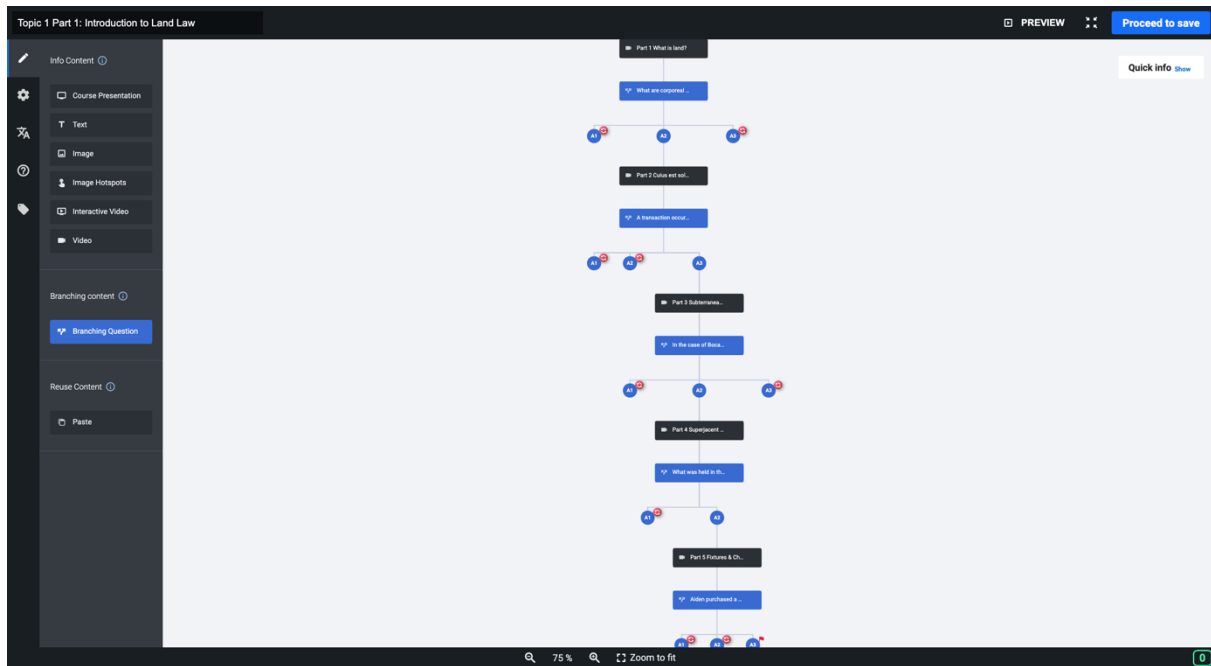 Topic 1 Part 1: Introduction to Land Law
PREVIEW
Proceed to save
Info Content
Course Presentation
Text
Image
Image Hotspots
Interactive Video
Video
Branching content
Branching Question
Reuse Content
Paste
Quick info Show
Part 1 What is land?
What are corporeal ...
A1 A2 A3
Part 2 Cuius est sol...
A transaction occur...
A1 A2 A3
Part 3 Subterranea...
In the case of Boca...
A1 A2 A3
Part 4 Superjacent ...
What was held in th...
A1 A2
Part 5 Fixtures & Ch...
Aiden purchased a ...
A1 A2 A3
75 % Zoom to fit
0